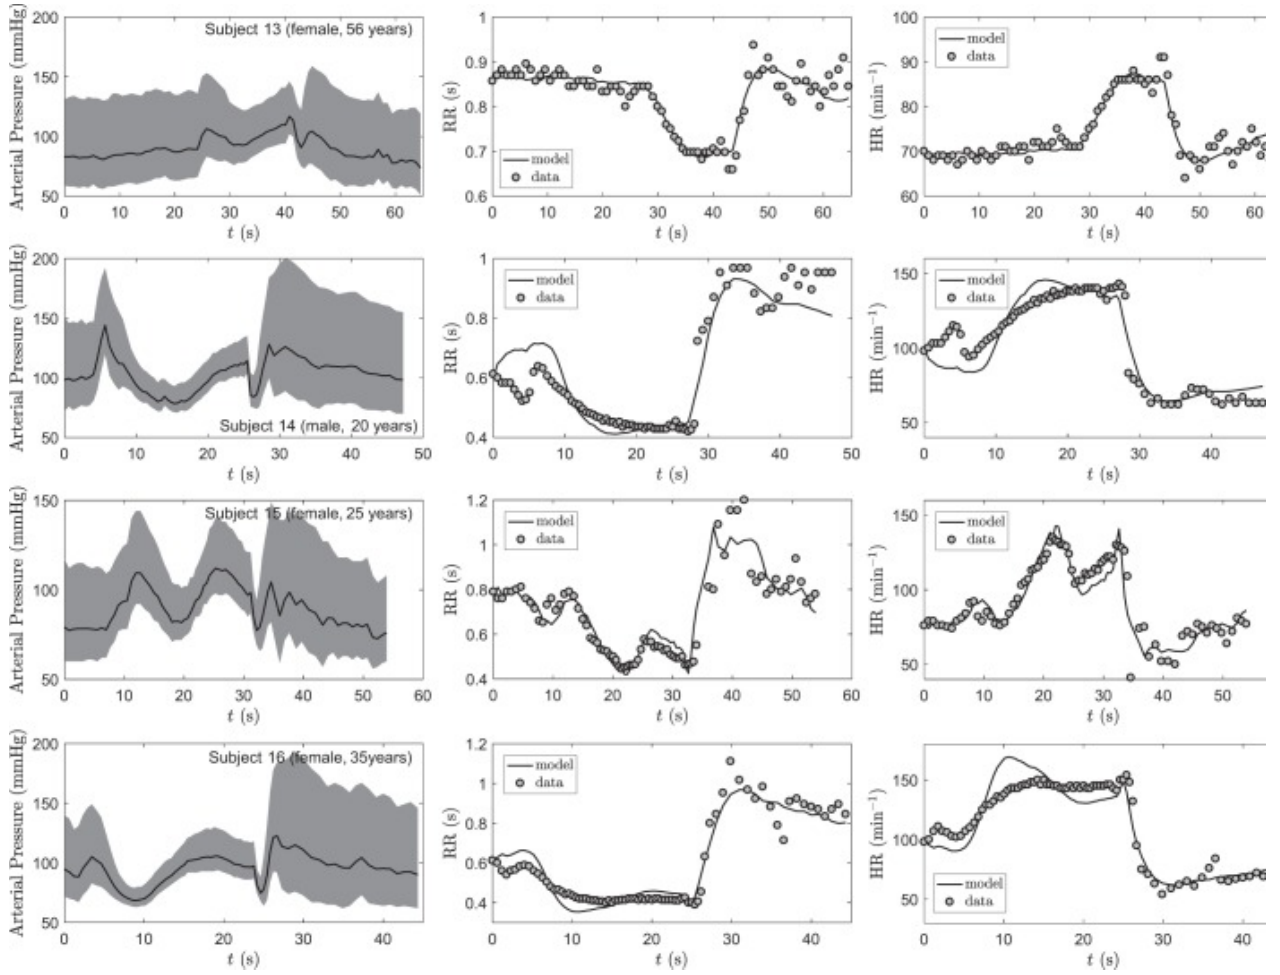 Subject 13 (female, 56 years)
Arterial Pressure (mmHg)
200
150
100
50
0 10 20 30 40 50 60
t (s)
RR (s)
1
0.9
0.8
0.7
0.6
model
data
0 10 20 30 40 50 60
t (s)
HR (min⁻¹)
100
90
80
70
60
model
data
0 10 20 30 40 50 60
t (s)
Arterial Pressure (mmHg)
200
150
100
50
Subject 14 (male, 20 years)
0 10 20 30 40 50
t (s)
RR (s)
1
0.8
0.6
0.4
model
data
0 10 20 30 40 50
t (s)
HR (min⁻¹)
150
100
50
model
data
0 10 20 30 40
t (s)
Subject 15 (female, 25 years)
Arterial Pressure (mmHg)
150
100
50
0 10 20 30 40 50 60
t (s)
RR (s)
1.2
1
0.8
0.6
0.4
model
data
0 10 20 30 40 50 60
t (s)
HR (min⁻¹)
150
100
50
model
data
0 10 20 30 40 50
t (s)
Subject 16 (female, 35years)
Arterial Pressure (mmHg)
200
150
100
50
0 10 20 30 40
t (s)
RR (s)
1.2
1
0.8
0.6
0.4
model
data
0 10 20 30 40
t (s)
HR (min⁻¹)
150
100
50
model
data
0 10 20 30 40
t (s)